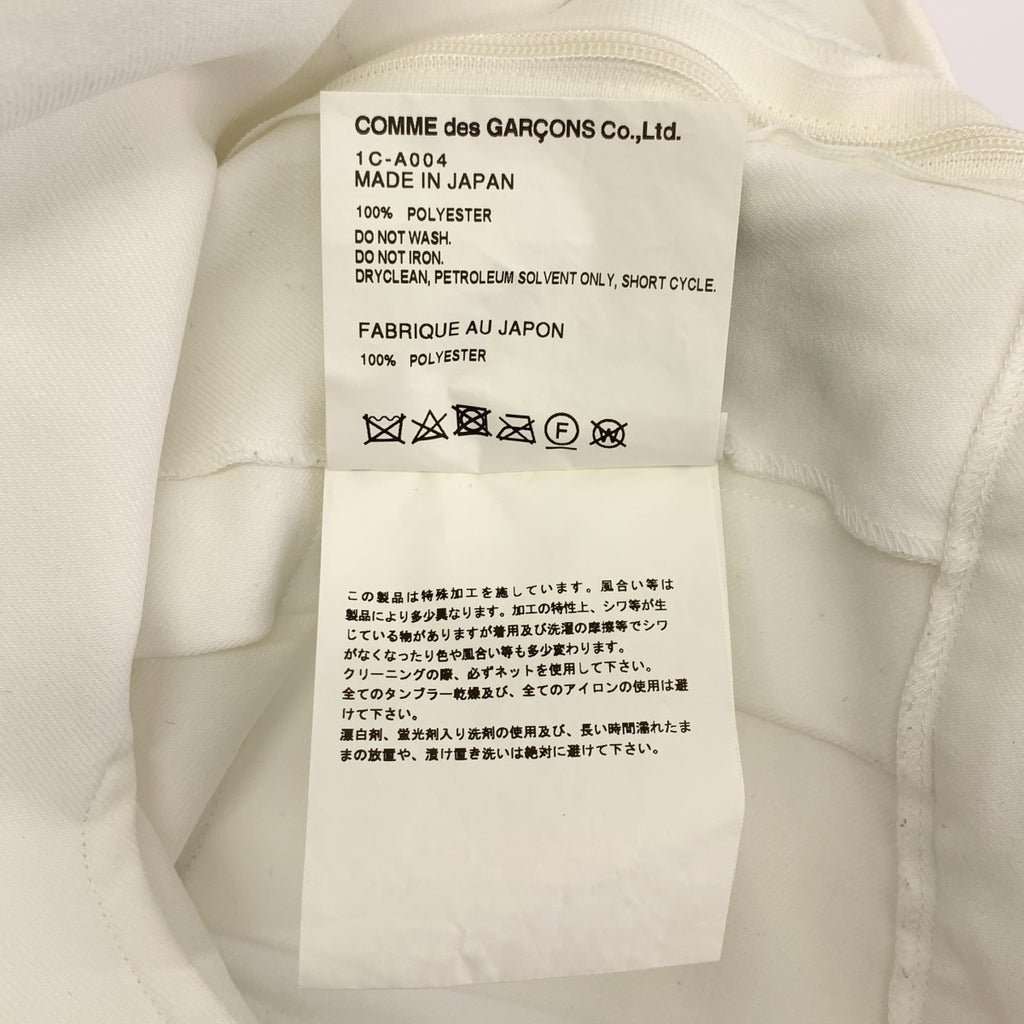 COMME des GARÇONS Co.,Ltd.
1C-A004
MADE IN JAPAN
100% POLYESTER
DO NOT WASH.
DO NOT IRON.
DRYCLEAN, PETROLEUM SOLVENT ONLY, SHORT CYCLE.
FABRIQUE AU JAPON
100% POLYESTER
F W
この製品は特殊加工を施しています。風合い等は
製品により多少異なります。加工の特性上、シワ等が生
じている物がありますが着用及び洗濯の摩擦等でシワ
がなくなったり色や風合い等も多少変わります。
クリーニングの際、必ずネットを使用して下さい。
全てのタンブラー乾燥及び、全てのアイロンの使用は避
けて下さい。
漂白剤、蛍光剤入り洗剤の使用及び、長い時間濡れたま
まの放置や、漬け置き洗いは絶対に避けて下さい。